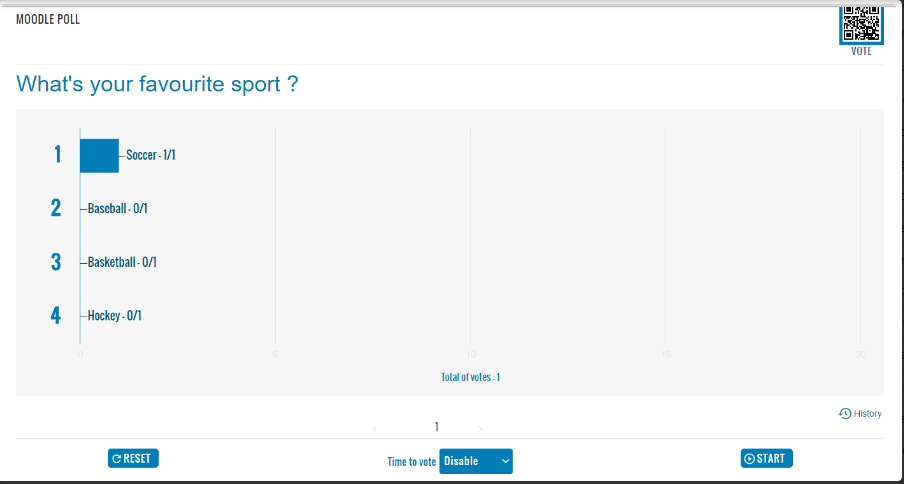 MOODLE POLL
VOTE
What's your favourite sport ?
1 Soccer - 1/1
2 Baseball - 0/1
3 Basketball - 0/1
4 Hockey - 0/1
0 5 10 15 20
Total of votes : 1
History
1
RESET Time to vote Disable START